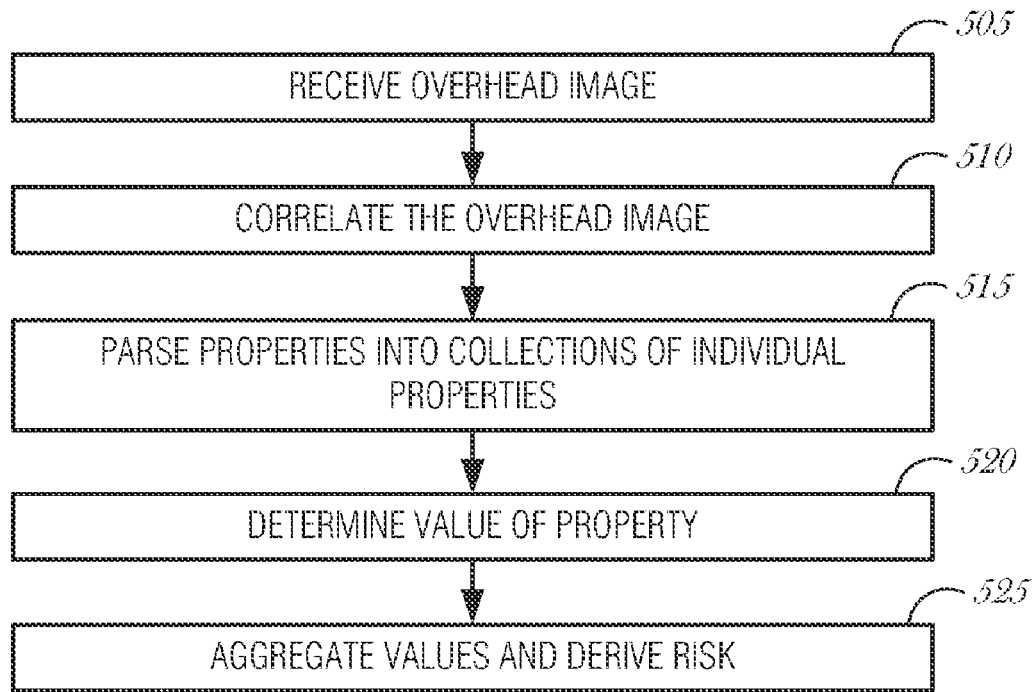 505
RECEIVE OVERHEAD IMAGE
510
CORRELATE THE OVERHEAD IMAGE
515
PARSE PROPERTIES INTO COLLECTIONS OF INDIVIDUAL
PROPERTIES
520
DETERMINE VALUE OF PROPERTY
525
AGGREGATE VALUES AND DERIVE RISK